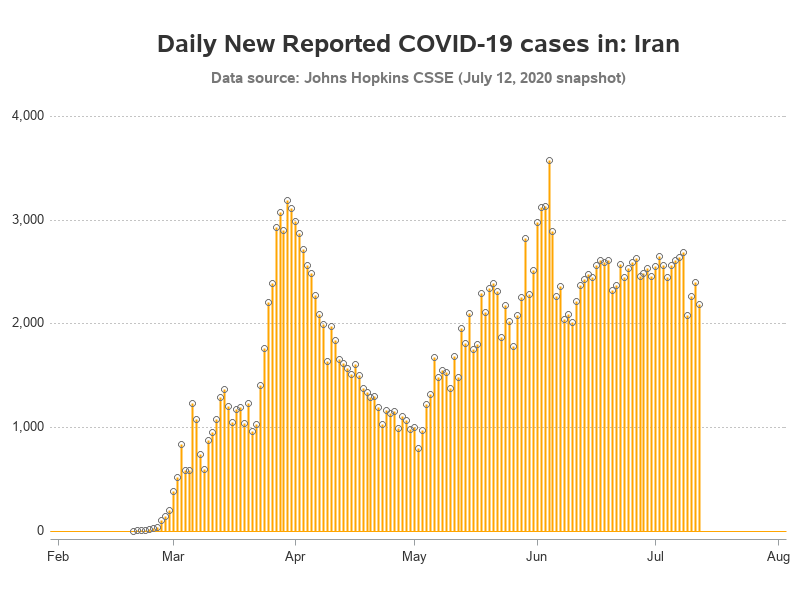 Daily New Reported COVID-19 cases in: Iran
Data source: Johns Hopkins CSSE (July 12, 2020 snapshot)
4,000
3,000
2,000
1,000
0
Feb Mar Apr May Jun Jul Aug